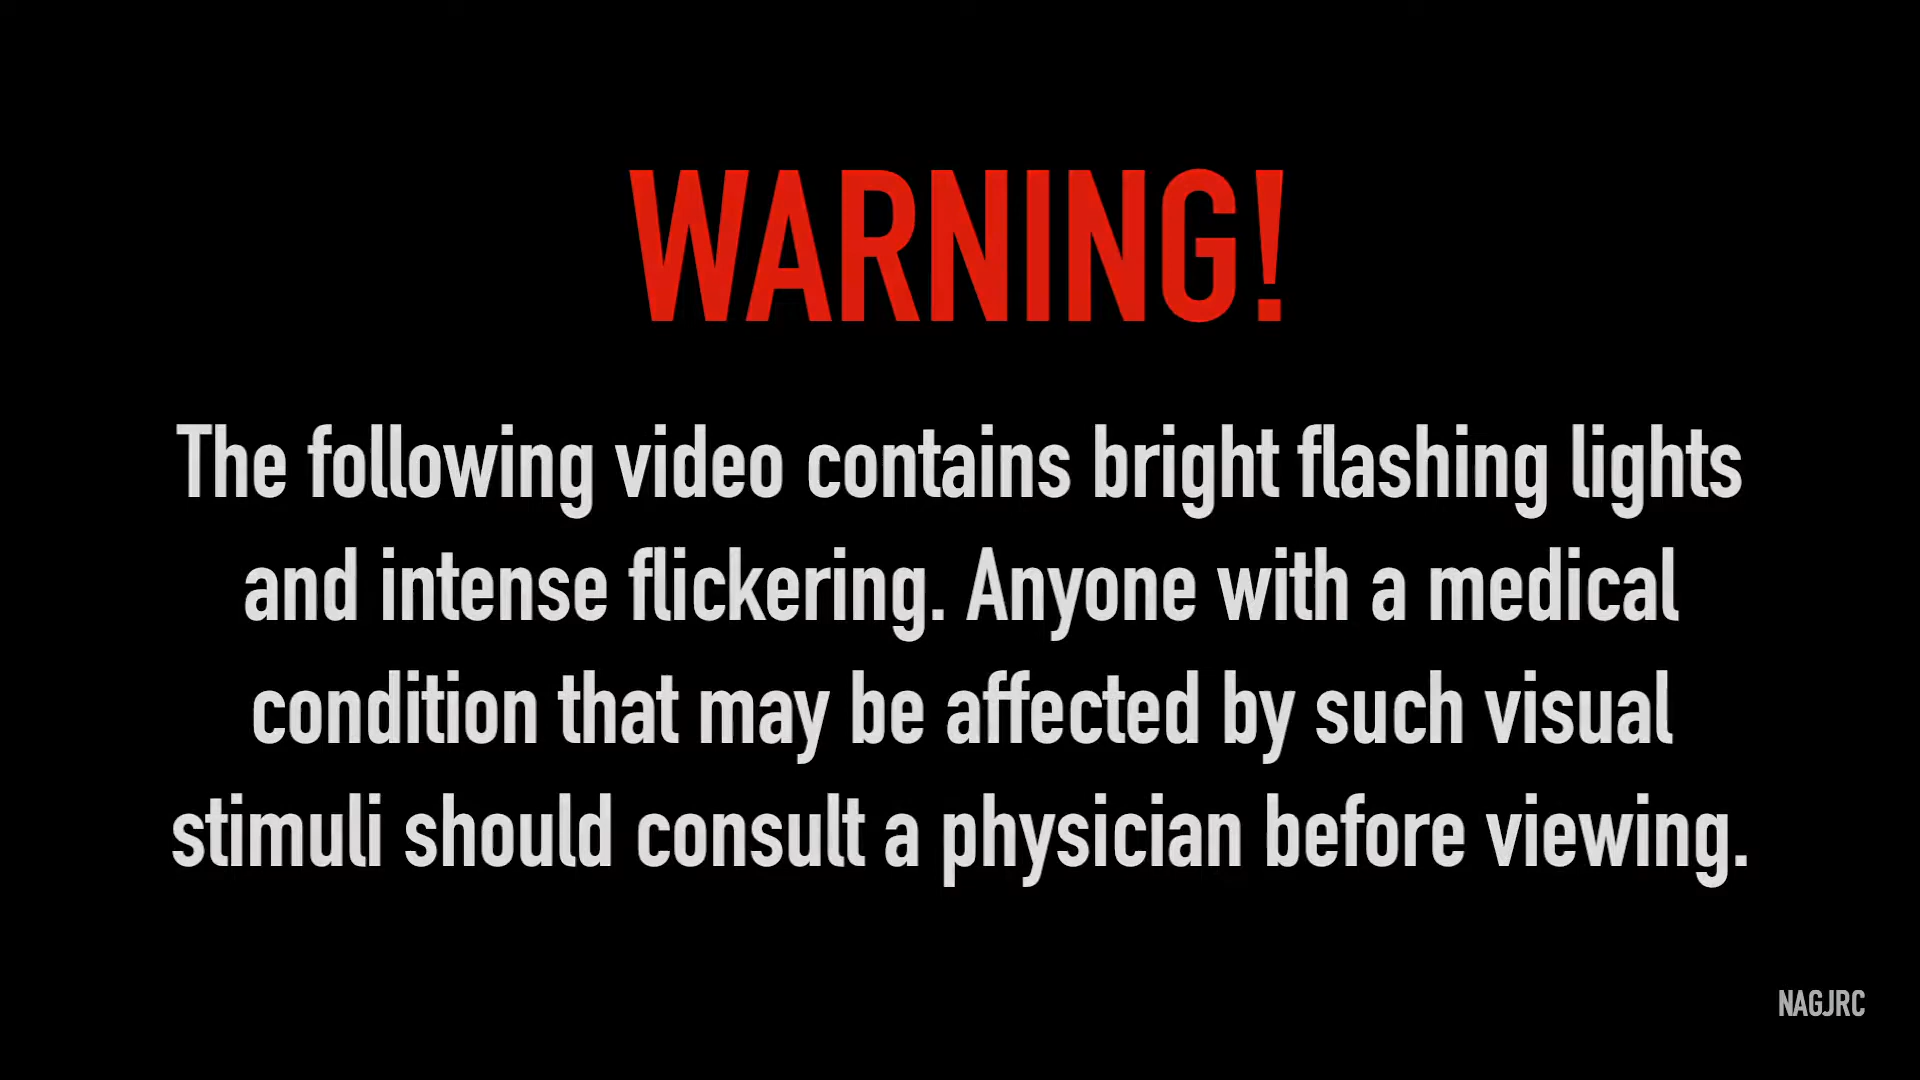 WARNING!
The following video contains bright flashing lights
and intense flickering. Anyone with a medical
condition that may be affected by such visual
stimuli should consult a physician before viewing.
NAGJRC